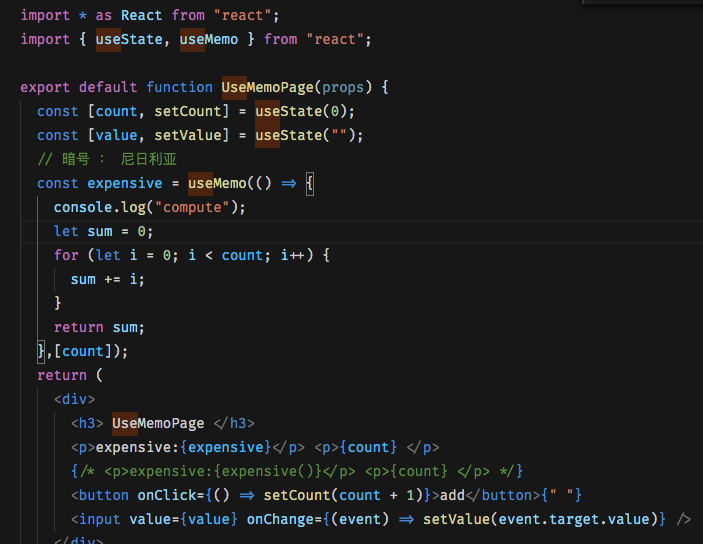 import * as React from "react";
import { useState, useMemo } from "react";
export default function UseMemoPage(props) {
const [count, setCount] = useState(0);
const [value, setValue] = useState("");
// 暗号 : 尼日利亚
const expensive = useMemo(() => {
console.log("compute");
let sum = 0;
for (let i = 0; i < count; i++) {
sum += i;
}
return sum;
},[count]);
return (
<div>
<h3> UseMemoPage </h3>
<p>expensive:{expensive}</p> <p>{count} </p>
{/* <p>expensive:{expensive()}</p> <p>{count} </p> */}
<button onClick={() => setCount(count + 1)}>add</button>{" "}
<input value={value} onChange={(event) => setValue(event.target.value)} />
</div>